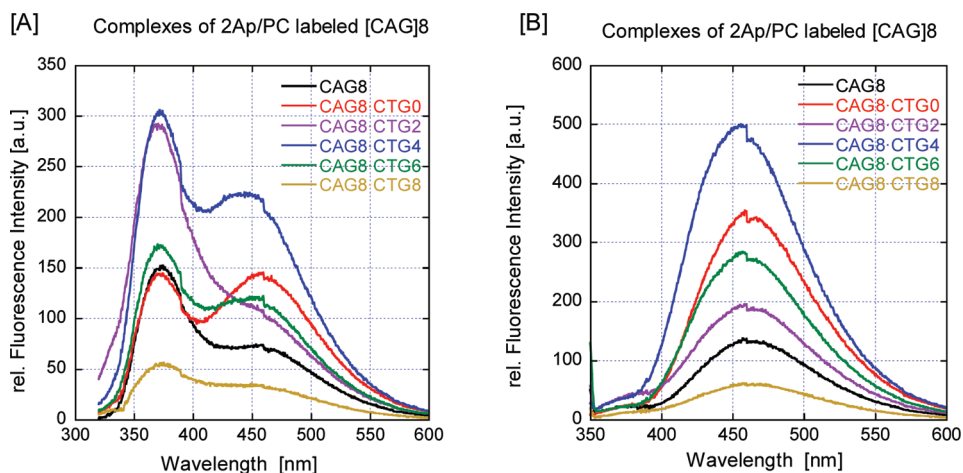 [A]
Complexes of 2Ap/PC labeled [CAG]8
350
300
250
200
150
100
50
0
rel. Fluorescence Intensity [a.u.]
CAG8
CAG8·CTG0
CAG8·CTG2
CAG8·CTG4
CAG8·CTG6
CAG8·CTG8
300 350 400 450 500 550 600
Wavelength [nm]
[B]
Complexes of 2Ap/PC labeled [CAG]8
600
500
400
300
200
100
0
rel. Fluorescence Intensity [a.u.]
CAG8
CAG8·CTG0
CAG8·CTG2
CAG8·CTG4
CAG8·CTG6
CAG8·CTG8
350 400 450 500 550 600
Wavelength [nm]